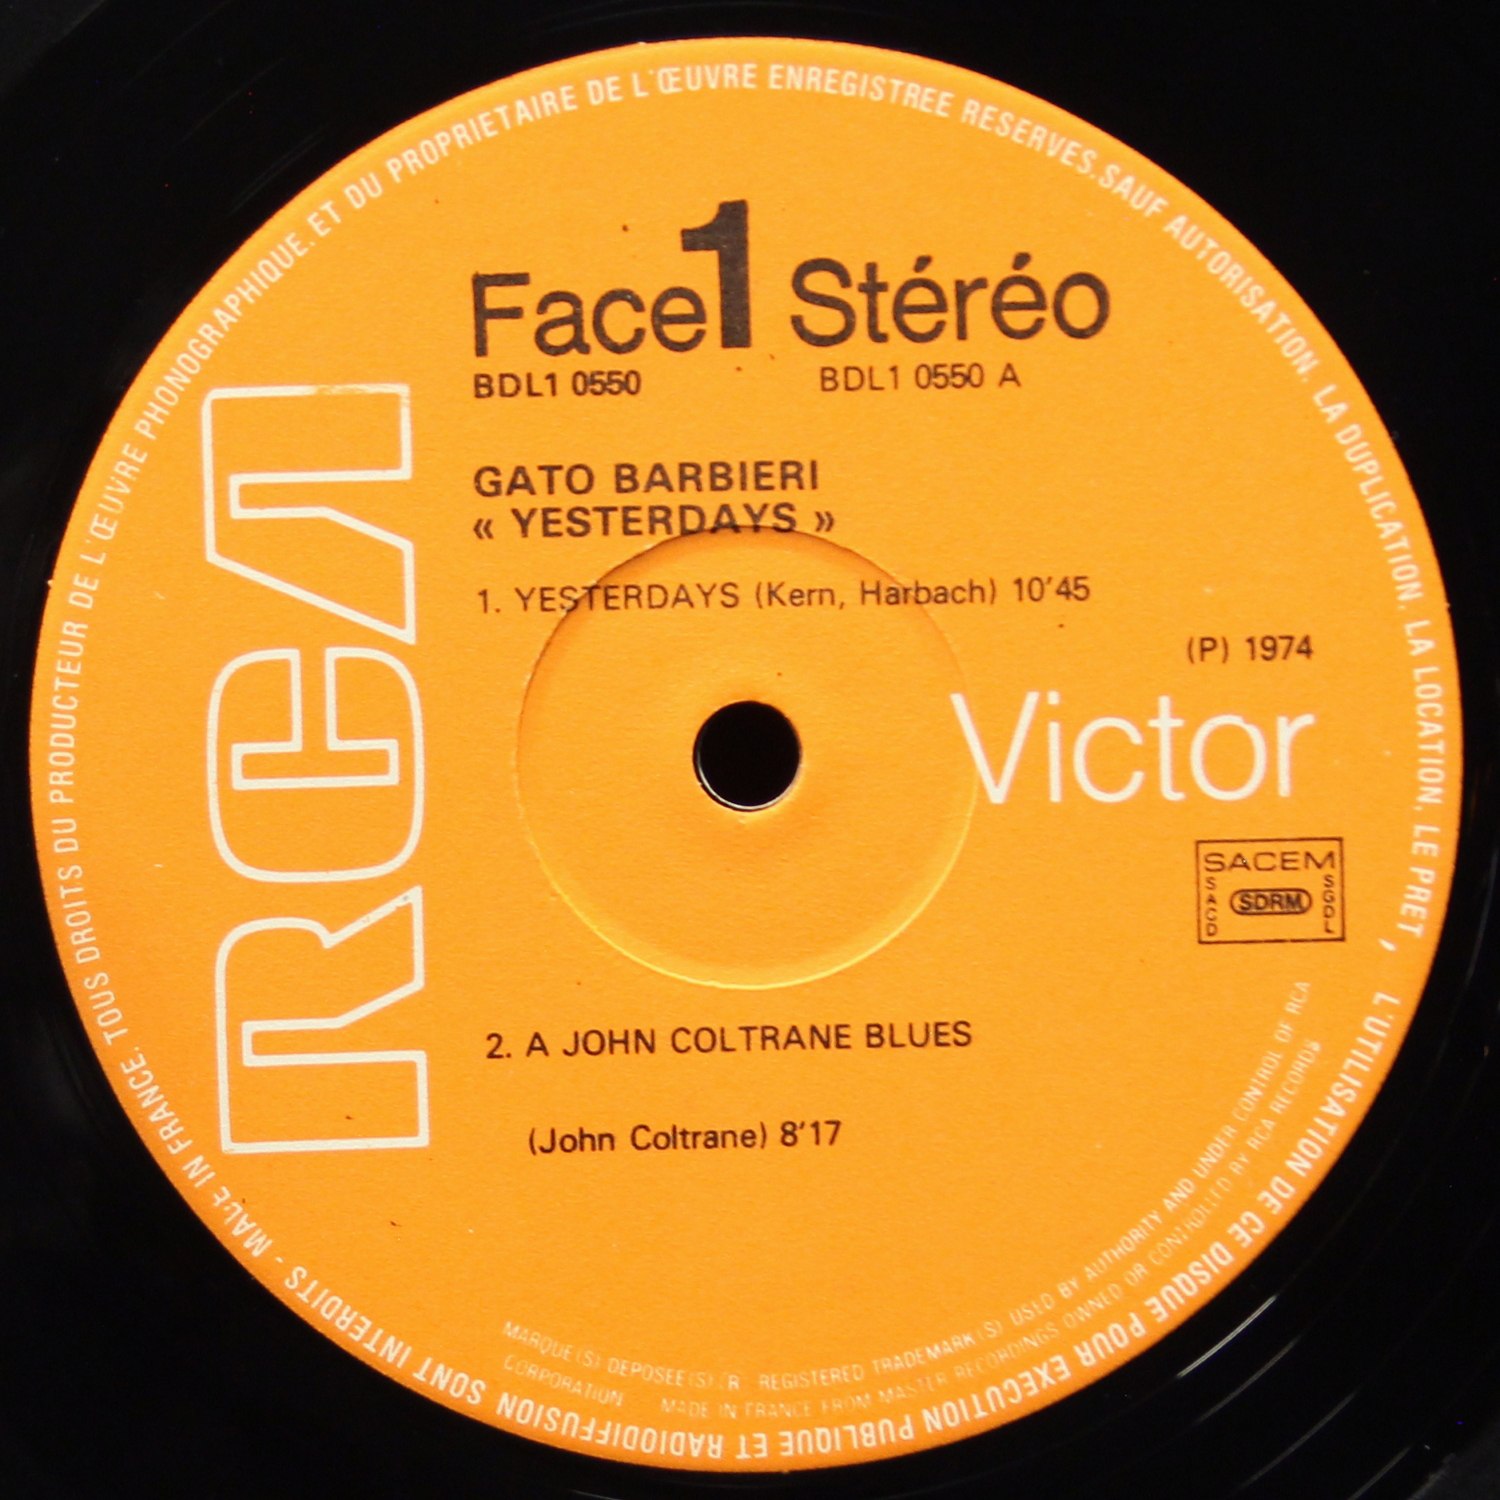 TOUS DROITS DU PRODUCTEUR DE L'ŒUVRE PHONOGRAPHIQUE. ET DU PROPRIETAIRE DE L'ŒUVRE ENREGISTREE RESERVES. SAUF AUTORISATION. LA DUPLICATION. LA LOCATION. LE PRET, L'UTILISATION DE CE DISQUE POUR EXECUTION PUBLIQUE ET RADIODIFFUSION SONT INTERDITS - MADE IN FRANCE.
Face 1 Stéréo
BDL1 0550 BDL1 0550 A
RCA
GATO BARBIERI
« YESTERDAYS »
1. YESTERDAYS (Kern, Harbach) 10'45
(P) 1974
Victor
SACEM
SACD SDRM SGDL
2. A JOHN COLTRANE BLUES
(John Coltrane) 8'17
MARQUE(S) DEPOSEE(S) (R REGISTERED TRADEMARK(S) USED BY AUTHORITY AND UNDER CONTROL OF RCA
CORPORATION MADE IN FRANCE FROM MASTER RECORDINGS OWNED OR CONTROLLED BY RCA RECORDS